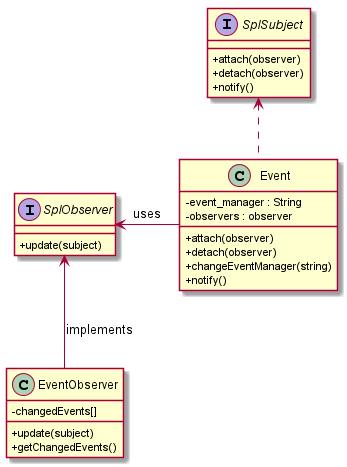 I SplSubject
+attach(observer)
+detach(observer)
+notify()
C Event
-event_manager : String
-observers : observer
+attach(observer)
+detach(observer)
+changeEventManager(string)
+notify()
I SplObserver
+update(subject)
uses
implements
C EventObserver
-changedEvents[]
+update(subject)
+getChangedEvents()